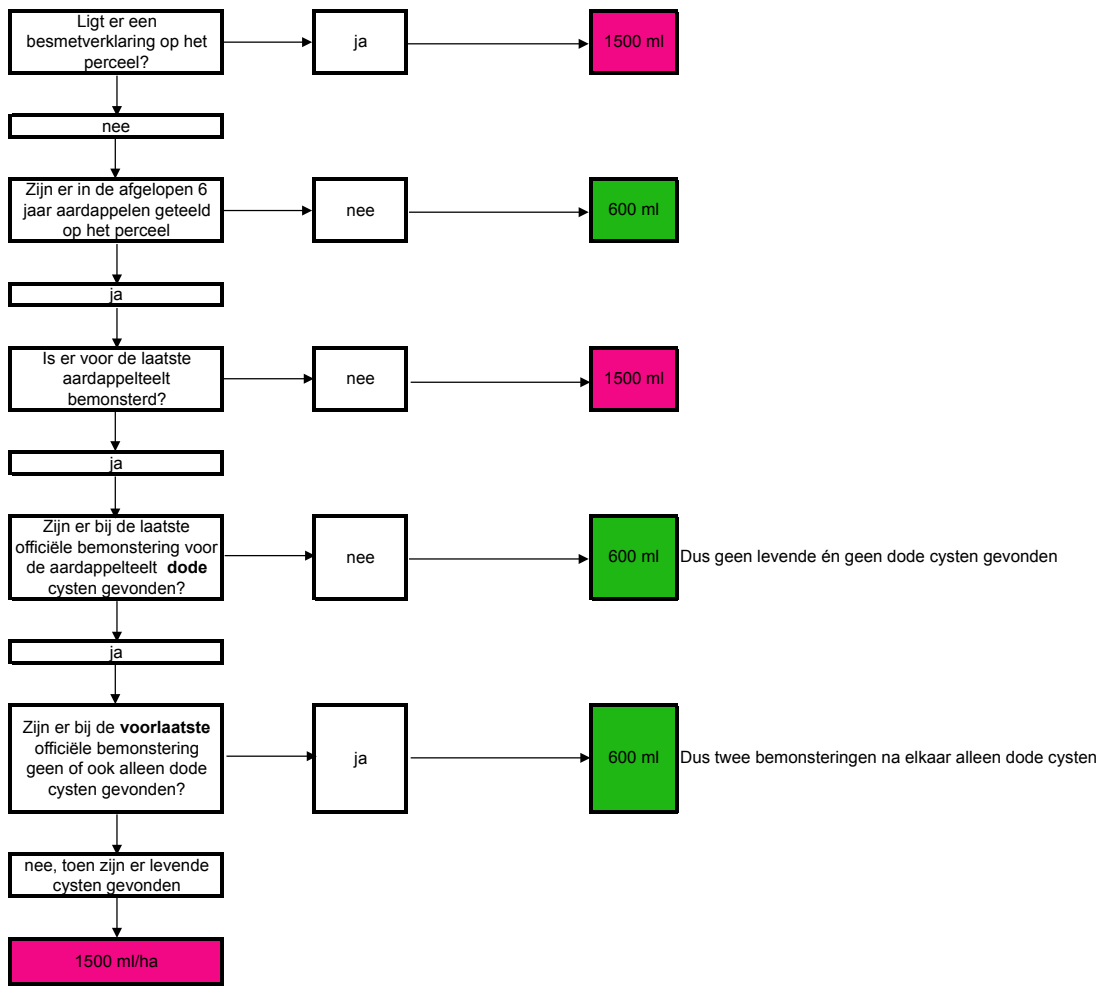 Ligt er een
besmetverklaring op het
perceel?
ja
1500 ml
nee
Zijn er in de afgelopen 6
jaar aardappelen geteeld
op het perceel
nee
600 ml
ja
Is er voor de laatste
aardappelteelt
bemonsterd?
nee
1500 ml
ja
Zijn er bij de laatste
officiële bemonstering voor
de aardappelteelt dode
cysten gevonden?
nee
600 ml
Dus geen levende én geen dode cysten gevonden
ja
Zijn er bij de voorlaatste
officiële bemonstering
geen of ook alleen dode
cysten gevonden?
ja
600 ml
Dus twee bemonsteringen na elkaar alleen dode cysten
nee, toen zijn er levende
cysten gevonden
1500 ml/ha